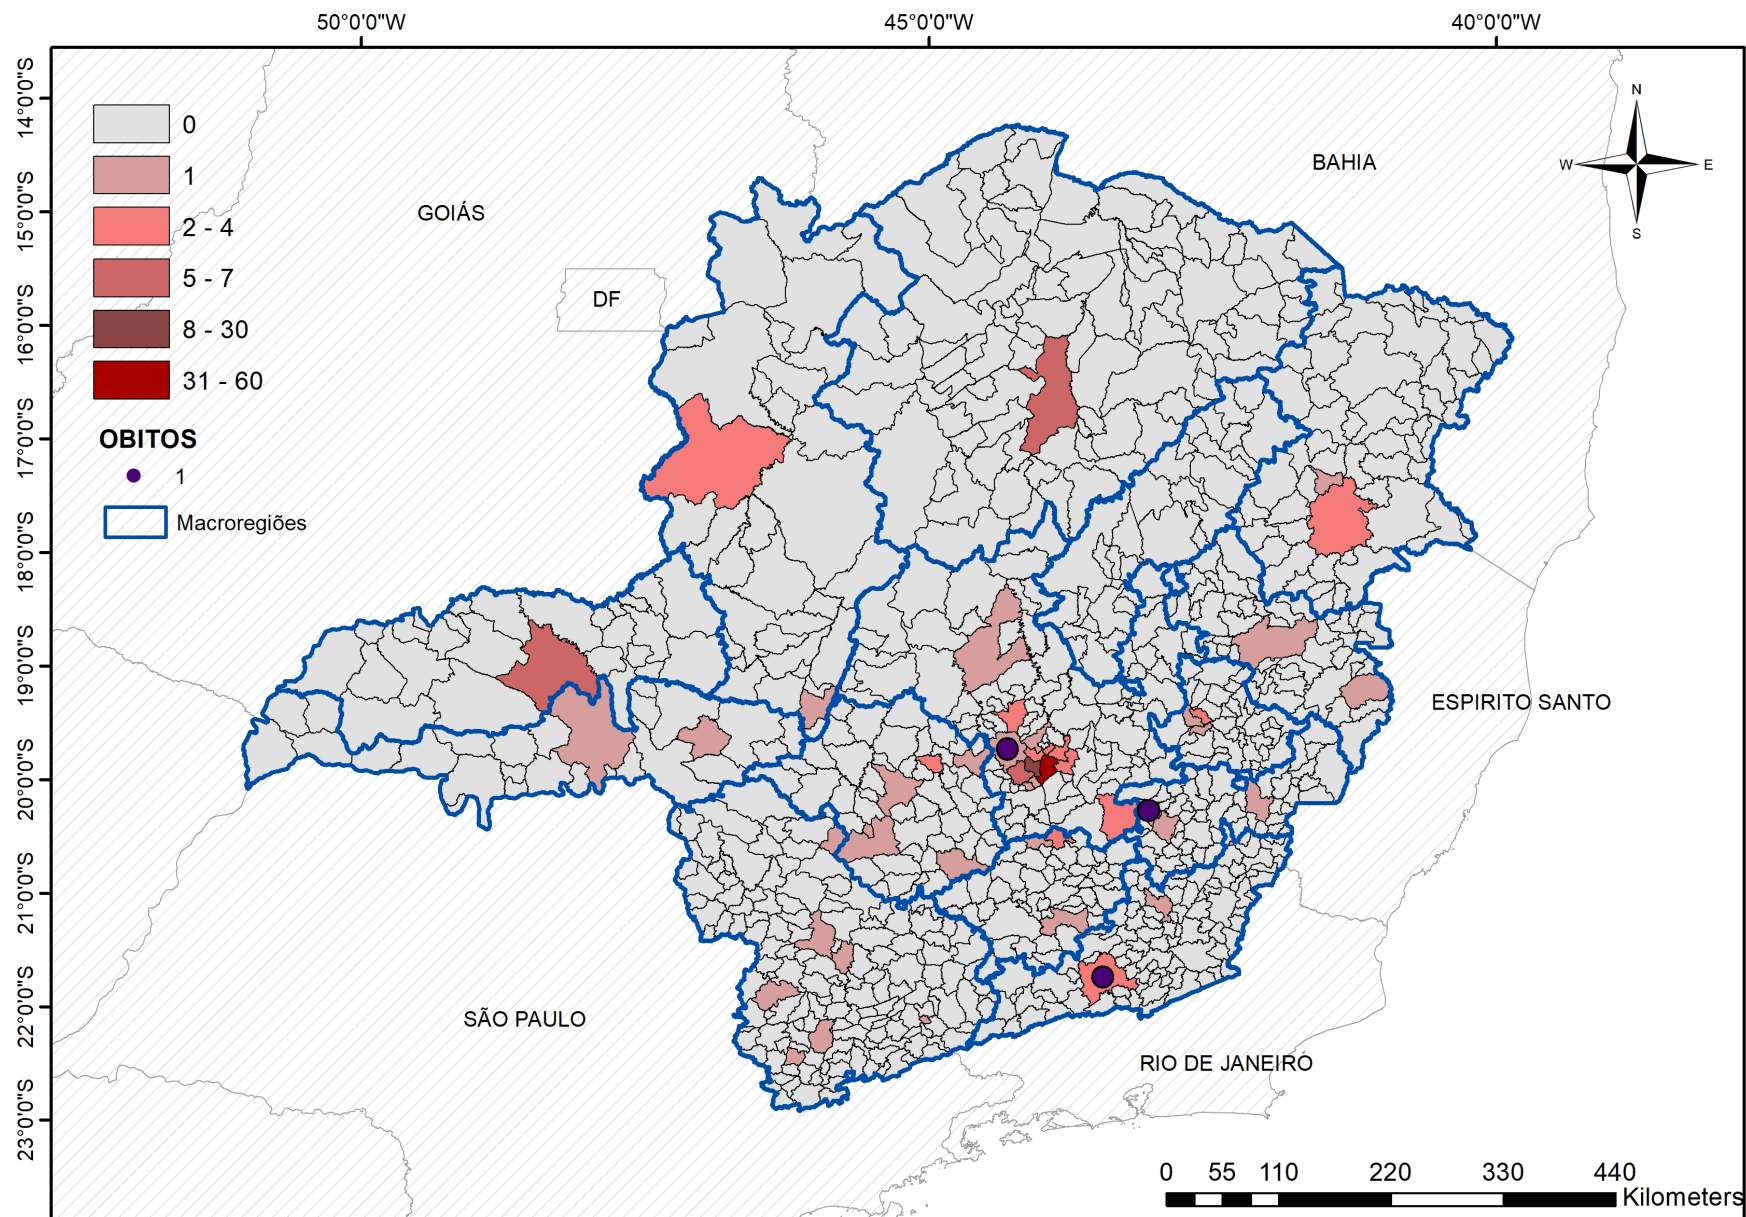 50°0'0"W
45°0'0"W
40°0'0"W
14°0'0"S
15°0'0"S
16°0'0"S
17°0'0"S
18°0'0"S
19°0'0"S
20°0'0"S
21°0'0"S
22°0'0"S
23°0'0"S
0
1
2 - 4
5 - 7
8 - 30
31 - 60
OBITOS
1
Macroregiões
GOIÁS
DF
BAHIA
N
W
E
S
ESPIRITO SANTO
SÃO PAULO
RIO DE JANEIRO
0 55 110 220 330 440
Kilometers